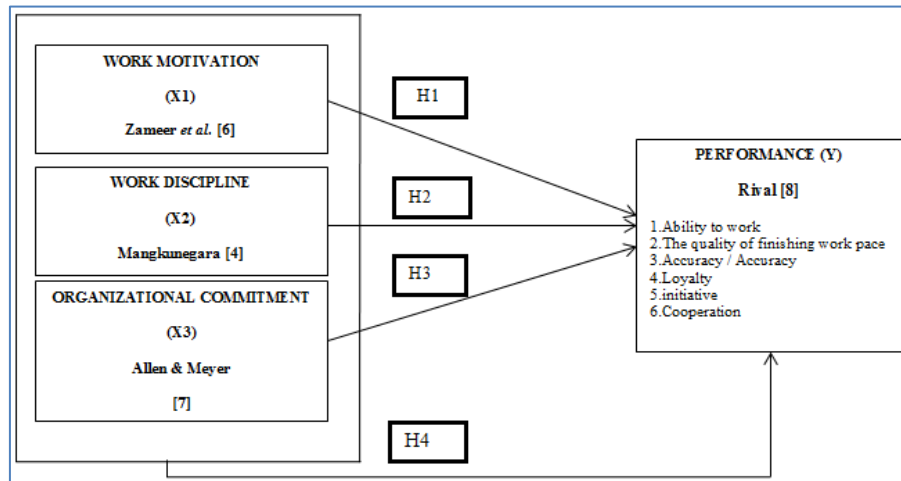 WORK MOTIVATION
(X1)
Zameer et al. [6]
WORK DISCIPLINE
(X2)
Mangkunegara [4]
ORGANIZATIONAL COMMITMENT
(X3)
Allen & Meyer
[7]
H1
H2
H3
H4
PERFORMANCE (Y)
Rival [8]
1.Ability to work
2.The quality of finishing work pace
3.Accuracy / Accuracy
4.Loyalty
5.initiative
6.Cooperation